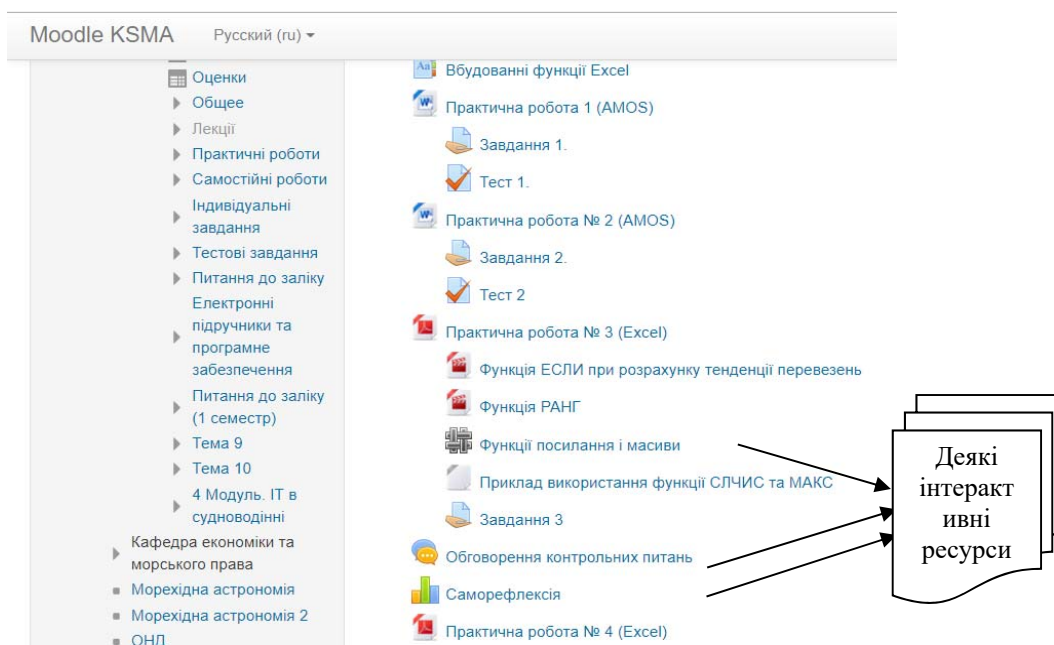 Moodle KSMA
Русский (ru)
Оценки
Общее
Лекції
Практичні роботи
Самостійні роботи
Індивідуальні
завдання
Тестові завдання
Питання до заліку
Електронні
підручники та
програмне
забезпечення
Питання до заліку
(1 семестр)
Тема 9
Тема 10
4 Модуль. IT в
судноводінні
Кафедра економіки та
морського права
Морехідна астрономія
Морехідна астрономія 2
ОНД
Вбудованні функції Excel
Практична робота 1 (AMOS)
Завдання 1.
Тест 1.
Практична робота № 2 (AMOS)
Завдання 2.
Тест 2
Практична робота № 3 (Excel)
Функція ЕСЛИ при розрахунку тенденції перевезень
Функція РАНГ
Функції посилання і масиви
Приклад використання функції СЛЧИС та МАКС
Завдання 3
Обговорення контрольних питань
Саморефлексія
Практична робота № 4 (Excel)
Деякі
інтеракт
ивні
ресурси